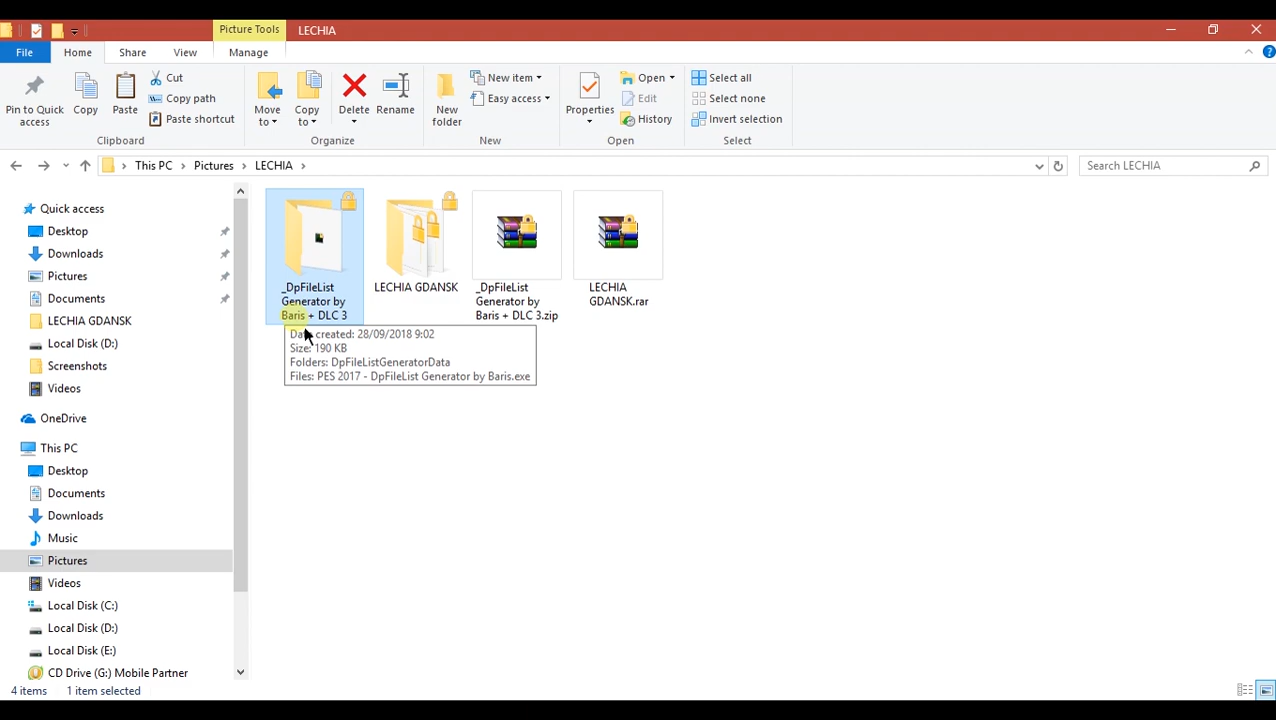 Picture Tools
LECHIA
File
Home
Share
View
Manage
Pin to Quick
access
Copy
Paste
Cut
Copy path
Paste shortcut
Clipboard
Move
to
Copy
to
Delete
Rename
Organize
New
folder
New item
Easy access
New
Properties
Open
Edit
History
Open
Select all
Select none
Invert selection
Select
This PC
Pictures
LECHIA
Search LECHIA
Quick access
Desktop
Downloads
Pictures
Documents
LECHIA GDANSK
Local Disk (D:)
Screenshots
Videos
OneDrive
This PC
Desktop
Documents
Downloads
Music
Pictures
Videos
Local Disk (C:)
Local Disk (D:)
Local Disk (E:)
CD Drive (G:) Mobile Partner
_DpFileList
Generator by
Baris + DLC 3
LECHIA GDANSK
_DpFileList
Generator by
Baris + DLC 3.zip
LECHIA
GDANSK.rar
created: 28/09/2018 9:02
Size: 190 KB
Folders: DpFileListGeneratorData
Files: PES 2017 - DpFileList Generator by Baris.exe
4 items
1 item selected